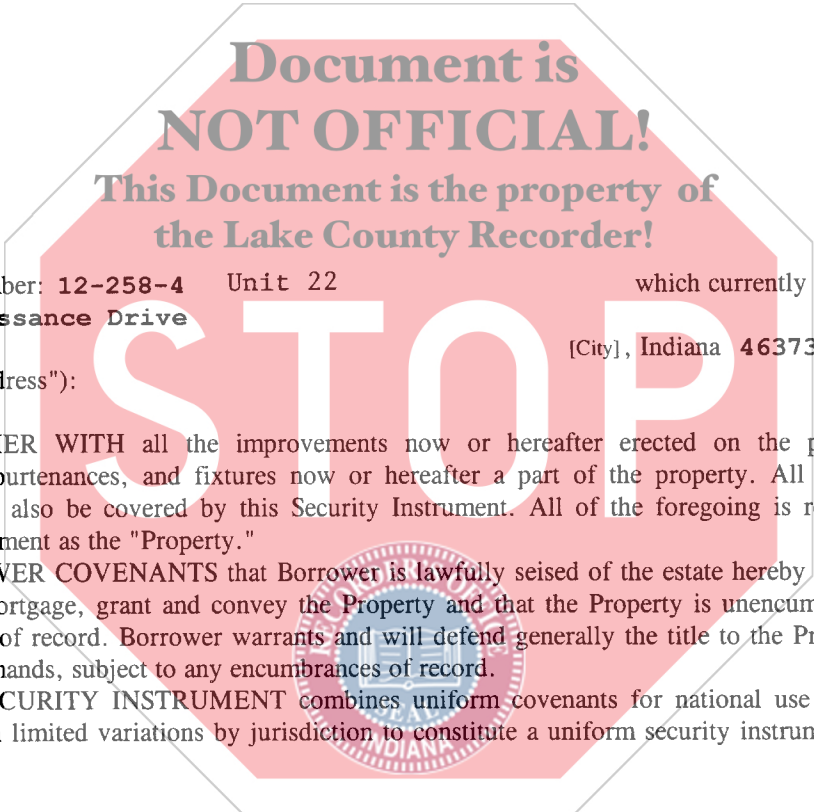 Document is
NOT OFFICIAL!
This Document is the property of
the Lake County Recorder!
ber: 12-258-4 Unit 22 which currently
ssance Drive
[City], Indiana 46373
dress"):
STOP
ER WITH all the improvements now or hereafter erected on the p
purtenances, and fixtures now or hereafter a part of the property. All
also be covered by this Security Instrument. All of the foregoing is r
ment as the "Property."
VER COVENANTS that Borrower is lawfully seised of the estate hereby
ortgage, grant and convey the Property and that the Property is unencum
of record. Borrower warrants and will defend generally the title to the Pr
nands, subject to any encumbrances of record.
CURITY INSTRUMENT combines uniform covenants for national use
limited variations by jurisdiction to constitute a uniform security instrun
RECORDER'S OFFICE
SEAL
INDIANA